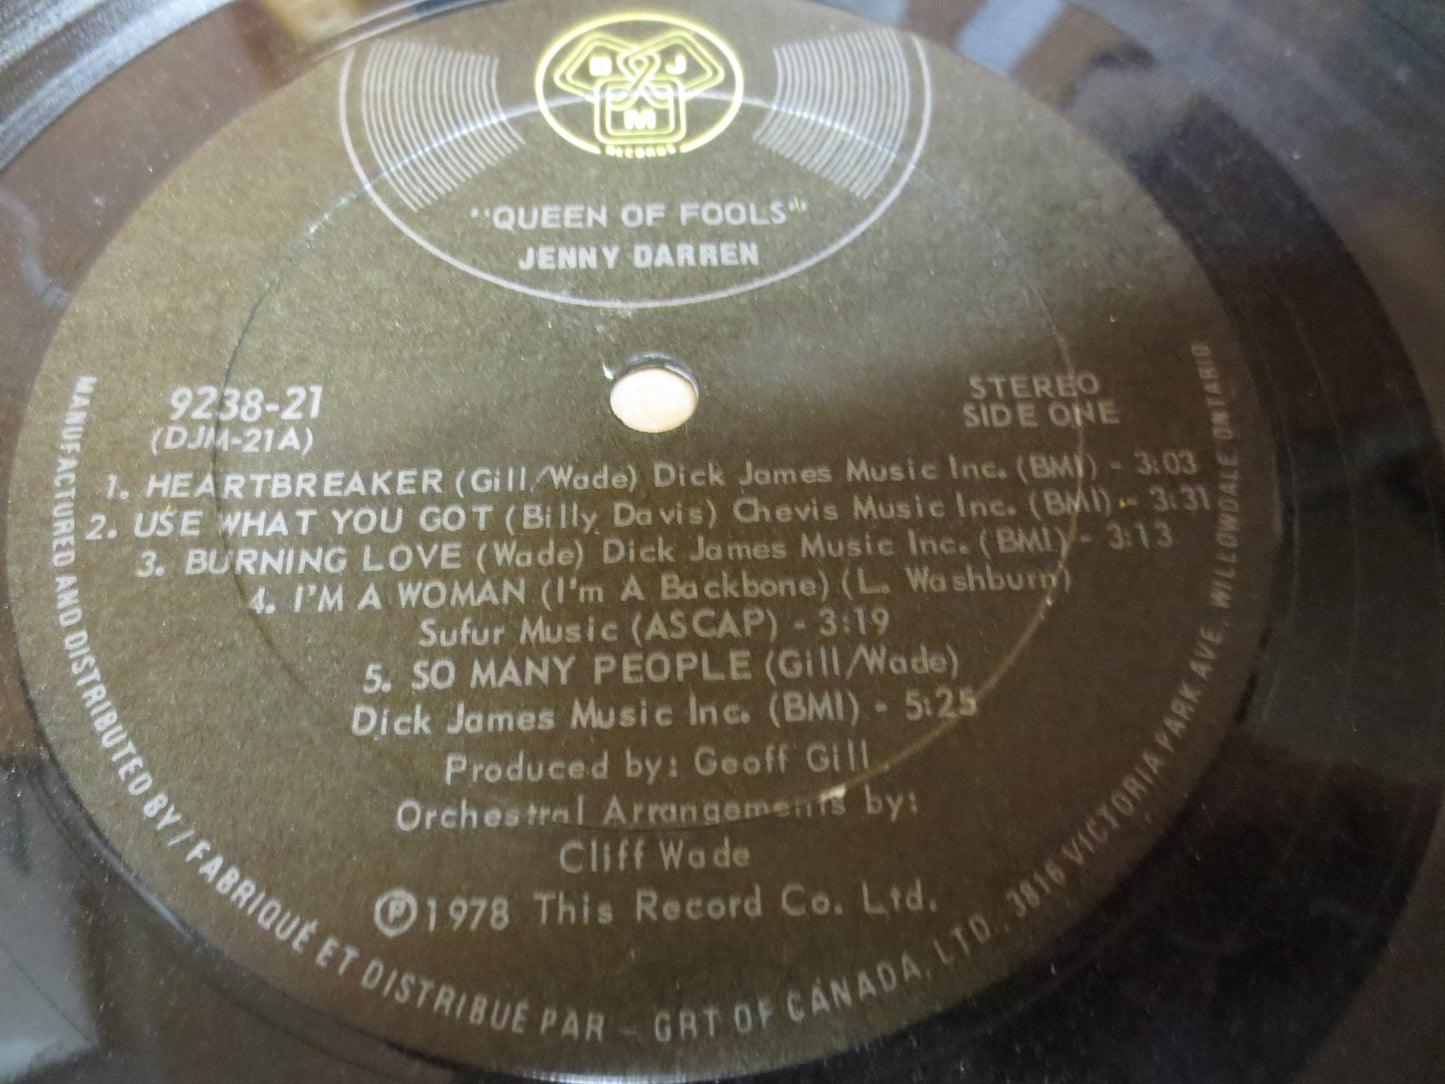 D J
M
RECORDS
"QUEEN OF FOOLS"
JENNY DARREN
9238-21
(DJM-21A)
STEREO
SIDE ONE
1. HEARTBREAKER (Gill/Wade) Dick James Music Inc. (BMI) - 3:03
2. USE WHAT YOU GOT (Billy Davis) Chevis Music Inc. (BMI) - 3:31
3. BURNING LOVE (Wade) Dick James Music Inc. (BMI) - 3:13
4. I'M A WOMAN (I'm A Backbone) (L. Washburn)
Sufur Music (ASCAP) - 3:19
5. SO MANY PEOPLE (Gill/Wade)
Dick James Music Inc. (BMI) - 5:25
Produced by: Geoff Gill
Orchestral Arrangements by:
Cliff Wade
℗1978 This Record Co. Ltd.
MANUFACTURED AND DISTRIBUTED BY/FABRIQUÉ ET DISTRIBUÉ PAR - GRT OF CANADA, LTD., 3816 VICTORIA PARK AVE., WILLOWDALE ONTARIO